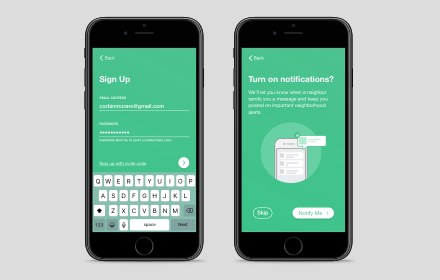 Back
Sign Up
EMAIL ADDRESS
corbinmuraro@gmail.com
PASSWORD
Sign up with invite code
Q W E R T Y U I O P
A S D F G H J K L
Z X C V B N M
123 space Next
Back
Turn on notifications?
We'll let you know when a neighbor
sends you a message and keep you
posted on important neighborhood
alerts.
Skip
Notify Me